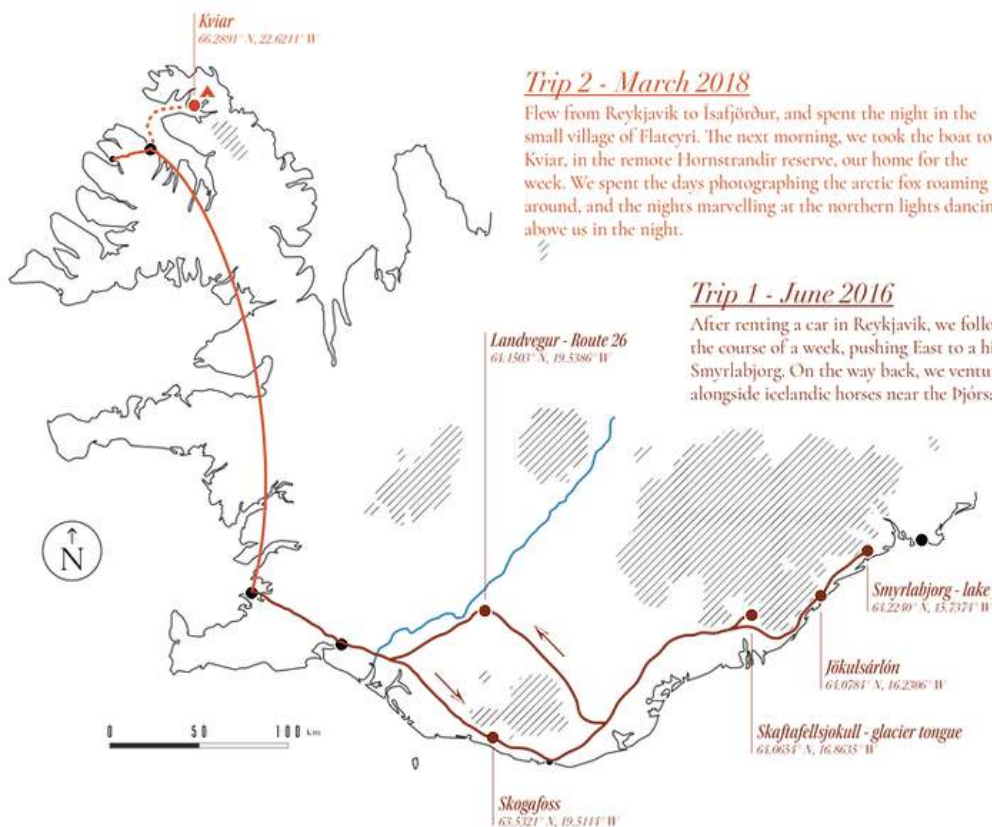 Kviar
66.2891° N, 22.6211° W
Trip 2 - March 2018
Flew from Reykjavik to Ísafjörður, and spent the night in the
small village of Flateyri. The next morning, we took the boat to
Kviar, in the remote Hornstrandir reserve, our home for the
week. We spent the days photographing the arctic fox roaming
around, and the nights marvelling at the northern lights dancin
above us in the night.
Trip 1 - June 2016
After renting a car in Reykjavik, we follo
the course of a week, pushing East to a hi
Smyrlabjorg. On the way back, we ventu
alongside icelandic horses near the Þjórsa
Landvegur - Route 26
64.1503° N, 19.5386° W
N
Smyrlabjorg - lake
64.2240° N, 15.7374° W
Jökulsárlón
64.0784° N, 16.2306° W
Skaftafellsjokull - glacier tongue
64.0654° N, 16.8635° W
0 50 100 km
Skogafoss
63.5321° N, 19.5114° W